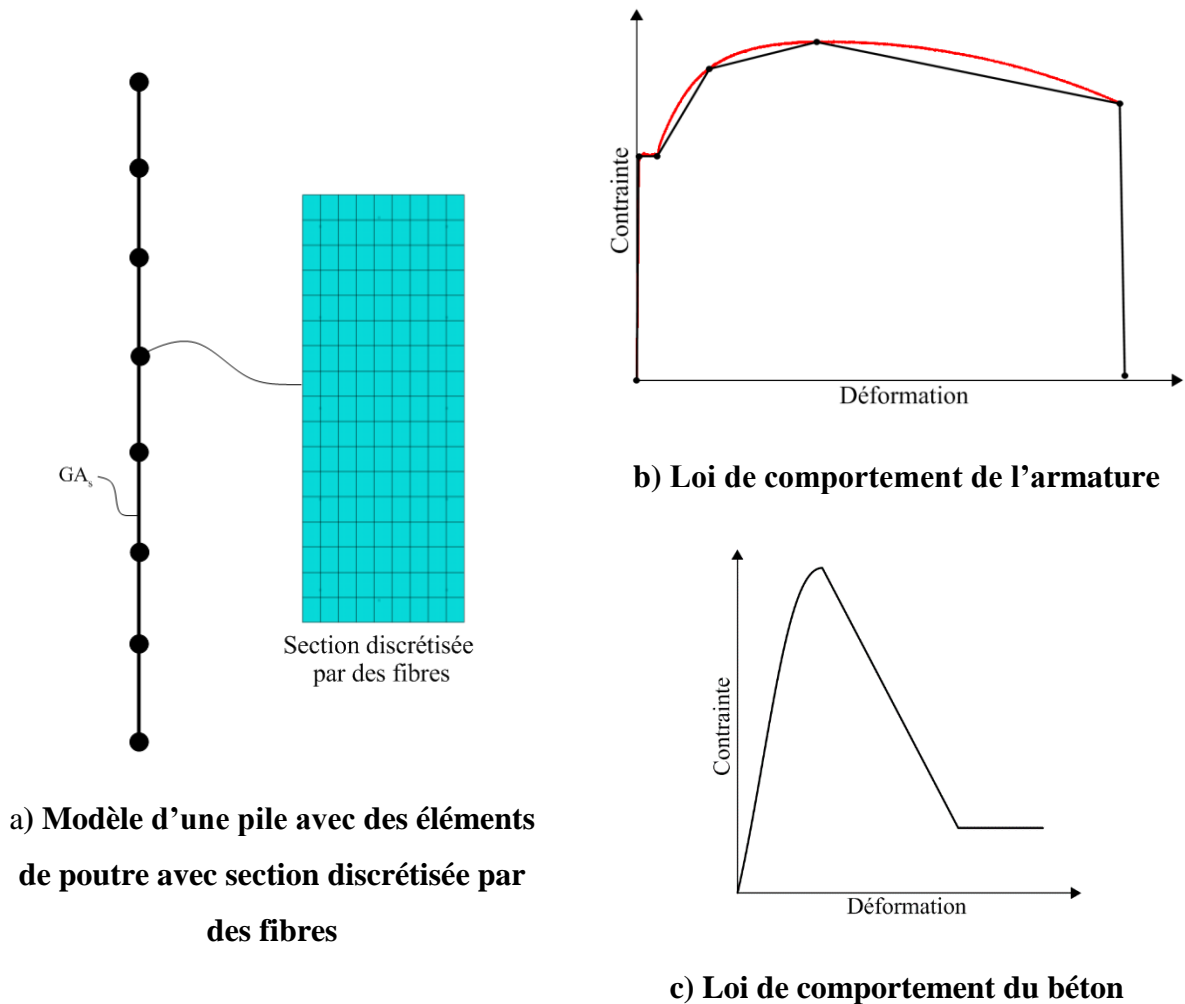 GAs
Section discrétisée
par des fibres
a) Modèle d'une pile avec des éléments
de poutre avec section discrétisée par
des fibres
Contrainte
Déformation
b) Loi de comportement de l'armature
Contrainte
Déformation
c) Loi de comportement du béton